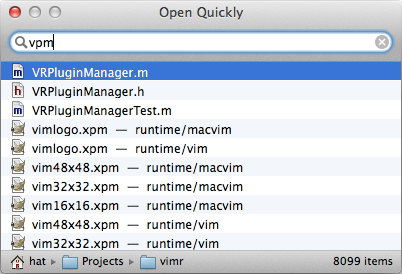 Open Quickly
vpm
VRPluginManager.m
VRPluginManager.h
VRPluginManagerTest.m
vimlogo.xpm — runtime/macvim
vimlogo.xpm — runtime/vim
vim48x48.xpm — runtime/macvim
vim32x32.xpm — runtime/macvim
vim16x16.xpm — runtime/macvim
vim48x48.xpm — runtime/vim
vim32x32.xpm — runtime/vim
hat Projects vimr 8099 items